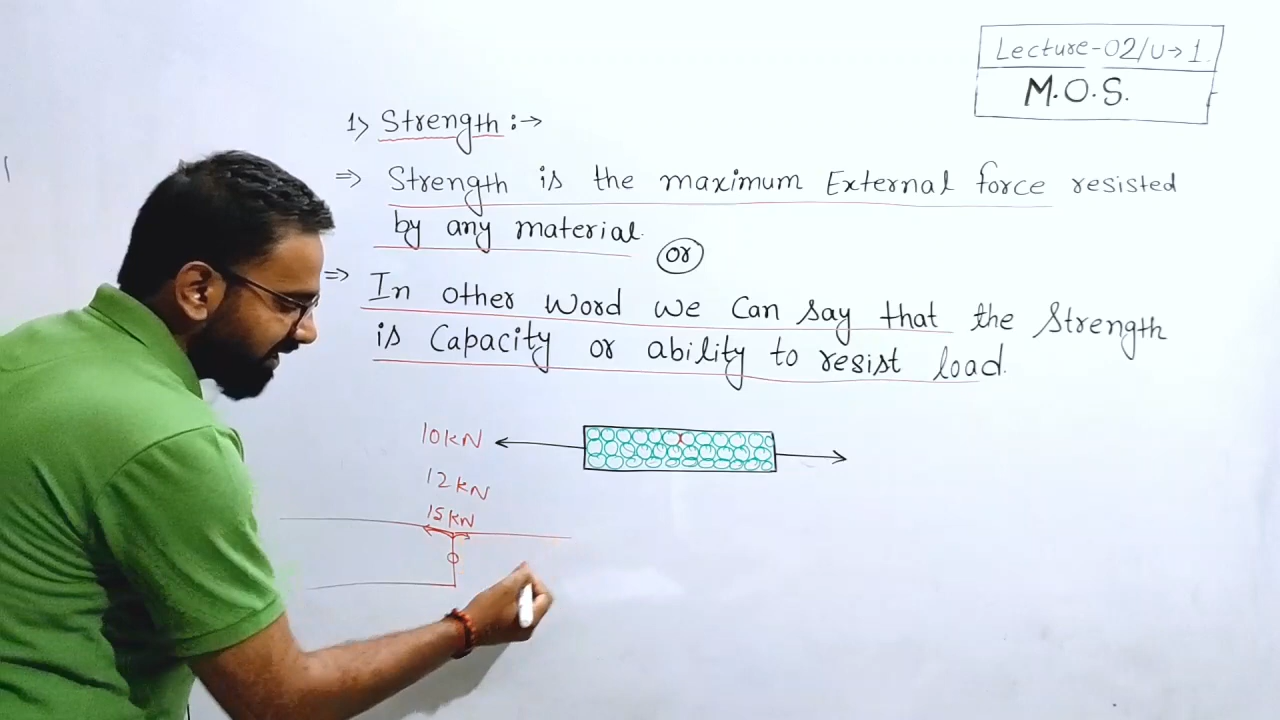 Lecture-02/U→1.
M.O.S.
1) Strength :→
⇒ Strength is the maximum External force resisted
by any material.
or
⇒ In other word we can say that the strength
is capacity or ability to resist load.
10kN
12kN
15kN